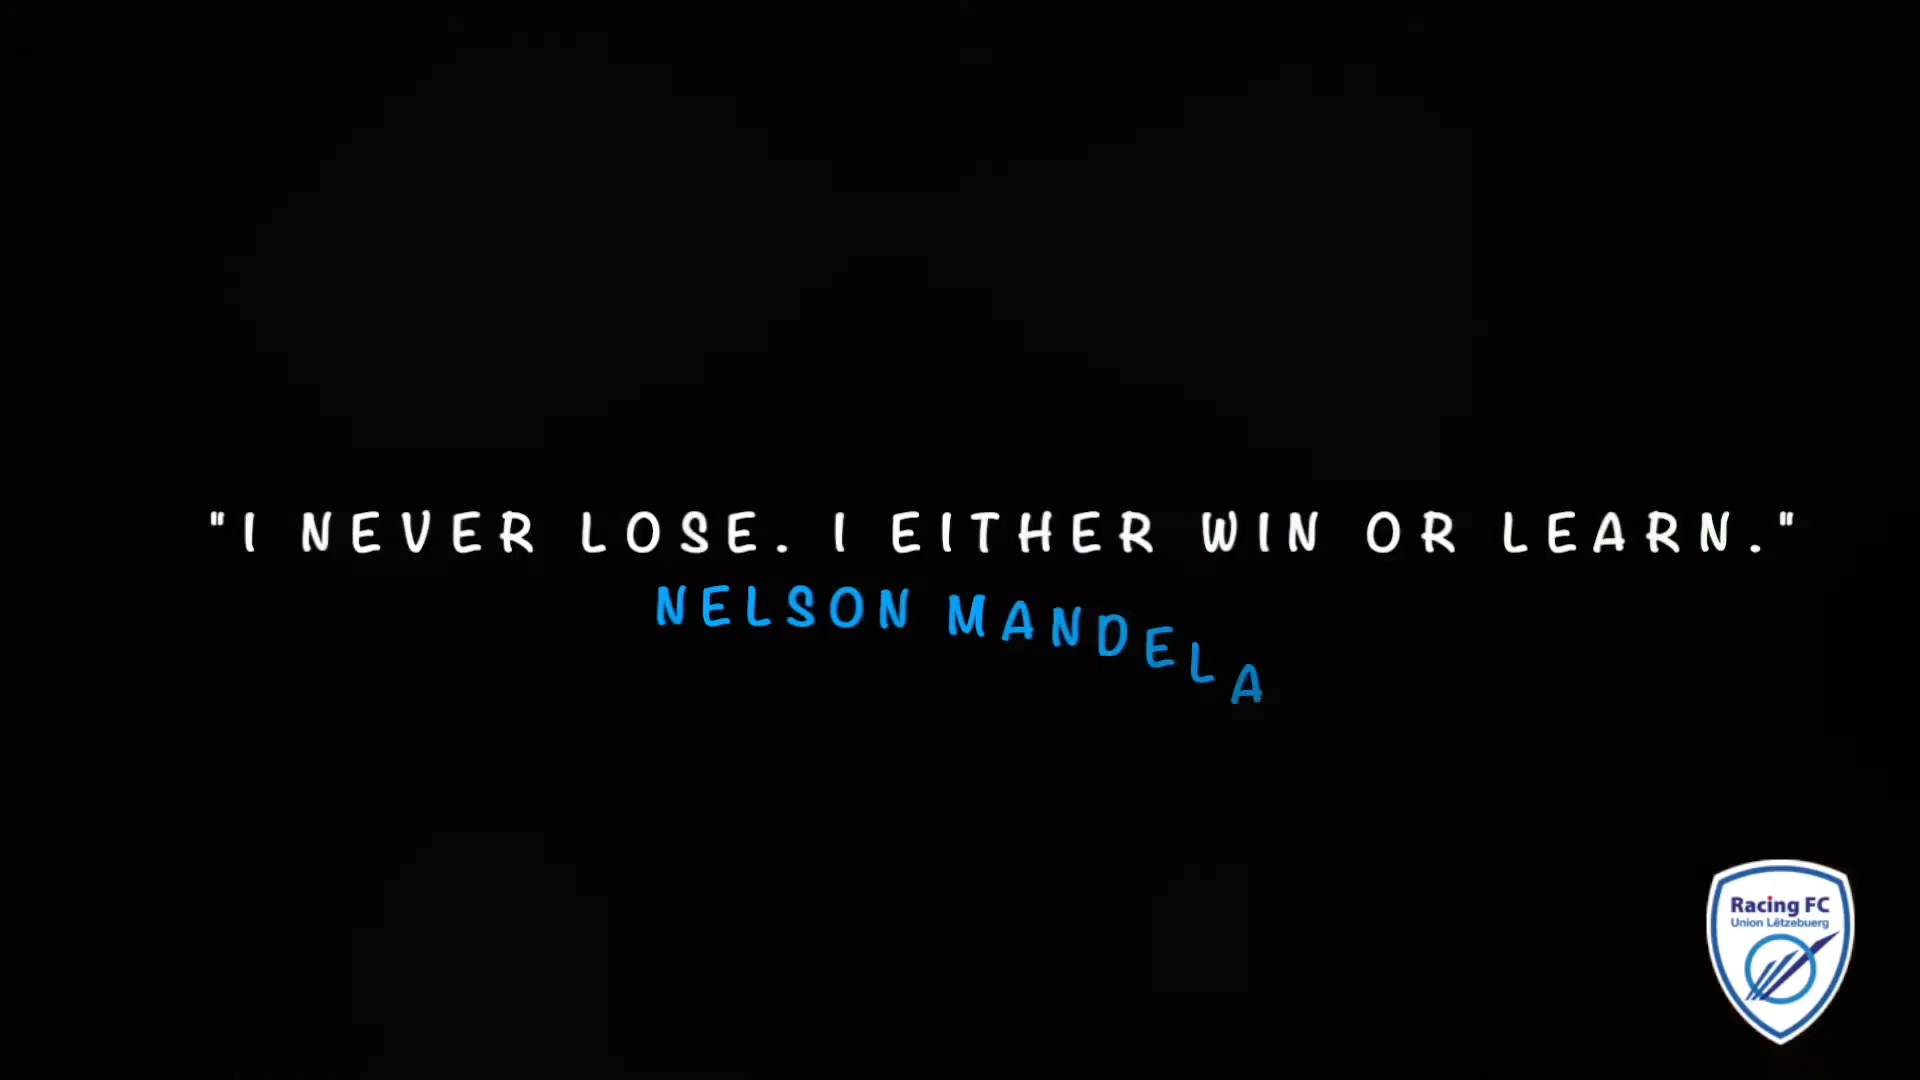 "I NEVER LOSE. I EITHER WIN OR LEARN."
NELSON MANDELA
Racing FC
Union Lëtzebuerg